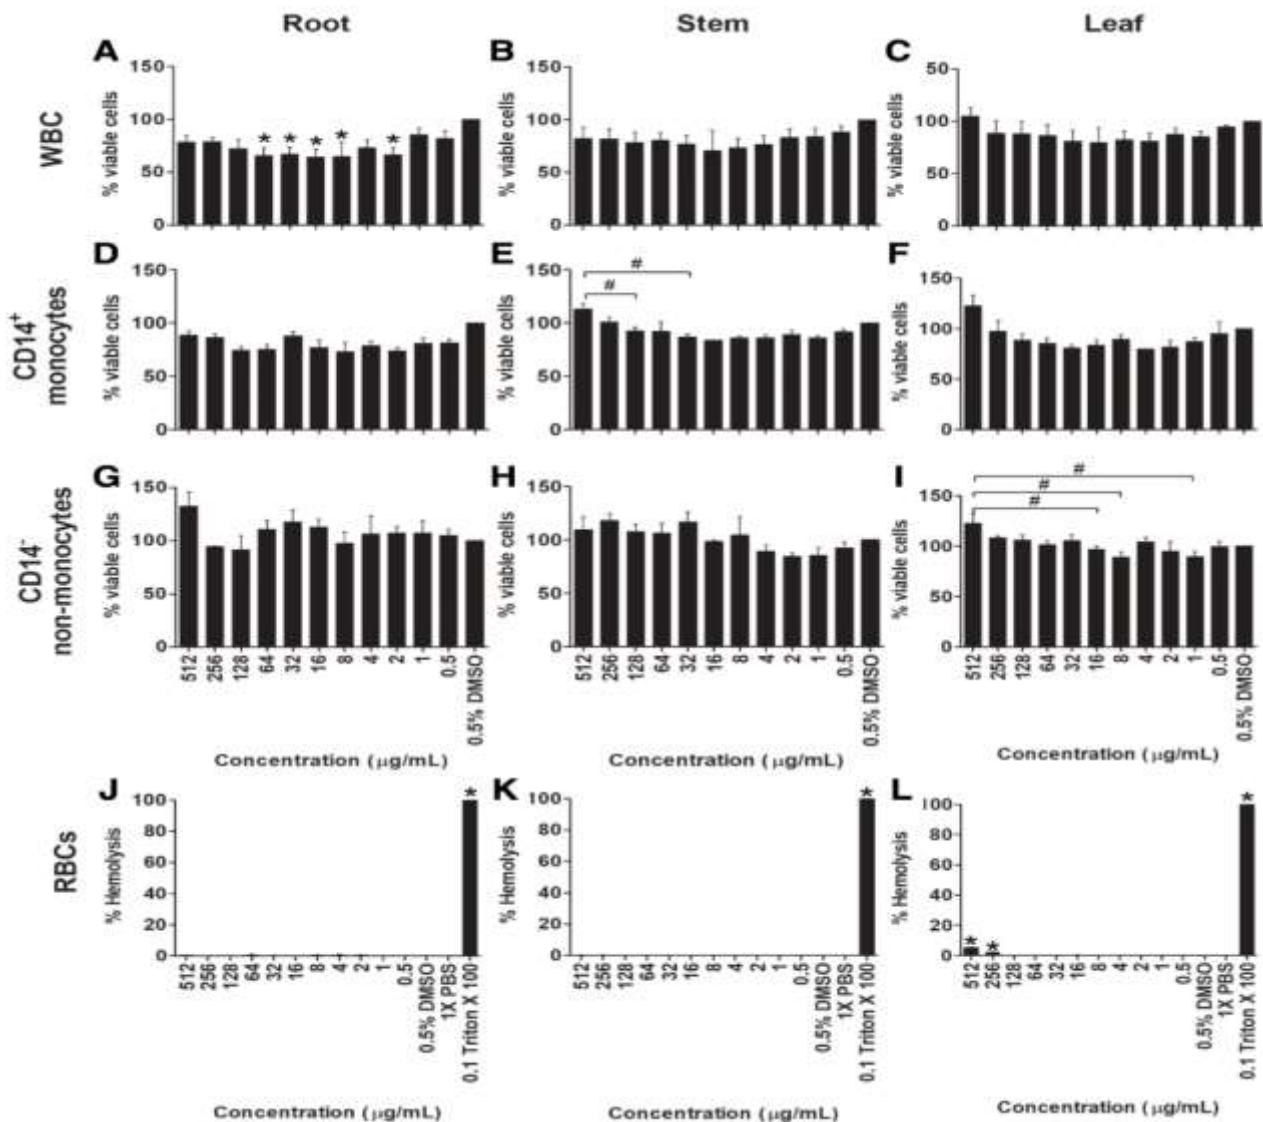 Root Stem Leaf
A B C
WBC
% viable cells
150
100
50
0
* * * * *
% viable cells
150
100
50
0
% viable cells
50
100
50
0
D E F
CD14+
monocytes
% viable cells
150
100
50
0
% viable cells
150
100
50
0
#
#
% viable cells
150
100
50
0
G H I
CD14-
non-monocytes
% viable cells
150
100
50
0
512 256 128 64 32 16 8 4 2 1 0.5 0.5% DMSO
Concentration (µg/mL)
% viable cells
150
100
50
0
512 256 128 64 32 16 8 4 2 1 0.5 0.5% DMSO
Concentration (µg/mL)
#
#
#
% viable cells
150
100
50
0
512 256 128 64 32 16 8 4 2 1 0.5 0.5% DMSO
Concentration (µg/mL)
J K L
RBCs
% Hemolysis
100
80
60
40
20
0
*
512 256 128 64 32 16 8 4 2 1 0.5 0.5% DMSO 1X PBS 0.1 Triton X 100
Concentration (µg/mL)
% Hemolysis
100
80
60
40
20
0
*
512 256 128 64 32 16 8 4 2 1 0.5 0.5% DMSO 1X PBS 0.1 Triton X 100
Concentration (µg/mL)
% Hemolysis
100
80
60
40
20
0
* * *
512 256 128 64 32 16 8 4 2 1 0.5 0.5% DMSO 1X PBS 0.1 Triton X 100
Concentration (µg/mL)